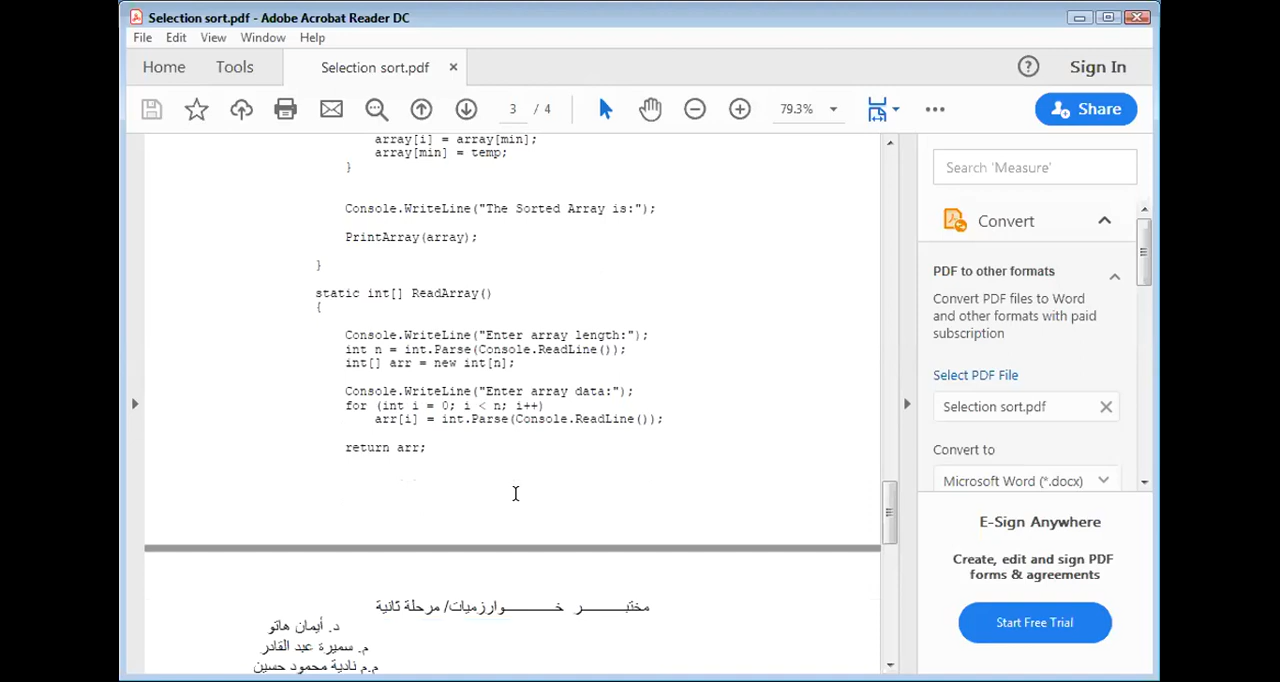 Selection sort.pdf - Adobe Acrobat Reader DC
File Edit View Window Help
Home Tools Selection sort.pdf × Sign In
3 / 4 79.3% Share
array[i] = array[min];
array[min] = temp;
}
Console.WriteLine("The Sorted Array is:");
PrintArray(array);
}
static int[] ReadArray()
{
Console.WriteLine("Enter array length:");
int n = int.Parse(Console.ReadLine());
int[] arr = new int[n];
Console.WriteLine("Enter array data:");
for (int i = 0; i < n; i++)
arr[i] = int.Parse(Console.ReadLine());
return arr;
مختبـــــــر خـــــــوارزميات/ مرحلة ثانية
د. أيمان هاتو
م. سميرة عبد القادر
م.م نادية محمود حسين
Search 'Measure'
Convert
PDF to other formats
Convert PDF files to Word
and other formats with paid
subscription
Select PDF File
Selection sort.pdf
Convert to
Microsoft Word (*.docx)
E-Sign Anywhere
Create, edit and sign PDF
forms & agreements
Start Free Trial